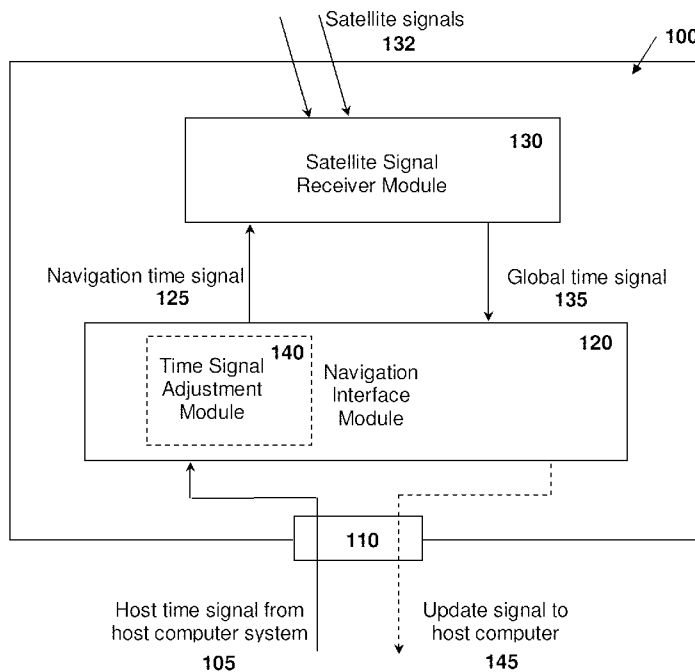 Satellite signals
132
100
130
Satellite Signal
Receiver Module
Navigation time signal
125
Global time signal
135
120
140
Time Signal
Adjustment
Module
Navigation
Interface
Module
110
Host time signal from
host computer system
105
Update signal to
host computer
145